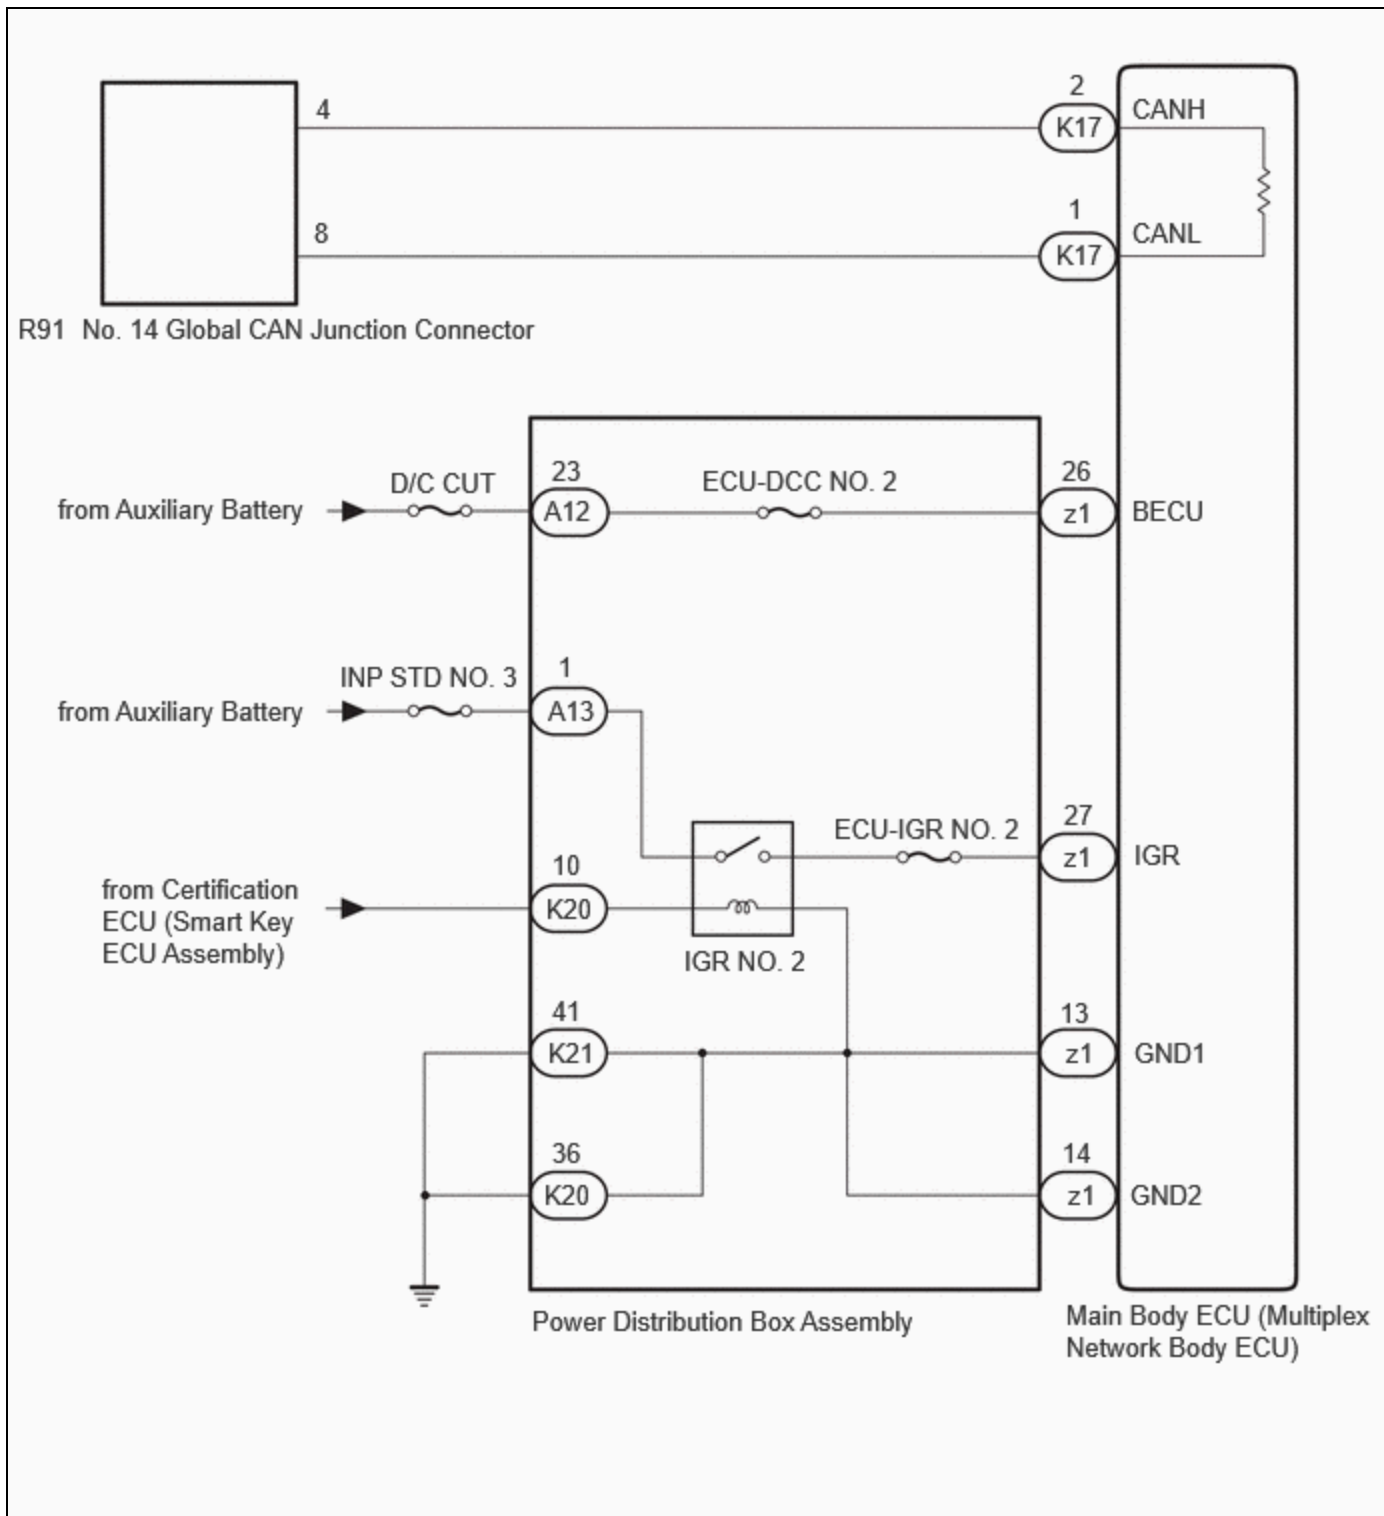 4
2
K17
CANH
8
1
K17
CANL
R91 No. 14 Global CAN Junction Connector
from Auxiliary Battery
D/C CUT
23
A12
ECU-DCC NO. 2
26
z1
BECU
from Auxiliary Battery
INP STD NO. 3
1
A13
ECU-IGR NO. 2
27
z1
IGR
from Certification
ECU (Smart Key
ECU Assembly)
10
K20
IGR NO. 2
41
K21
13
z1
GND1
36
K20
14
z1
GND2
Power Distribution Box Assembly
Main Body ECU (Multiplex
Network Body ECU)